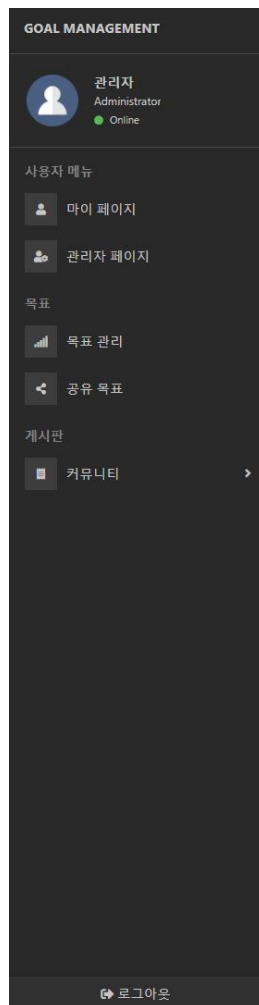 GOAL MANAGEMENT
관리자
Administrator
Online
사용자 메뉴
마이 페이지
관리자 페이지
목표
목표 관리
공유 목표
게시판
커뮤니티
로그아웃